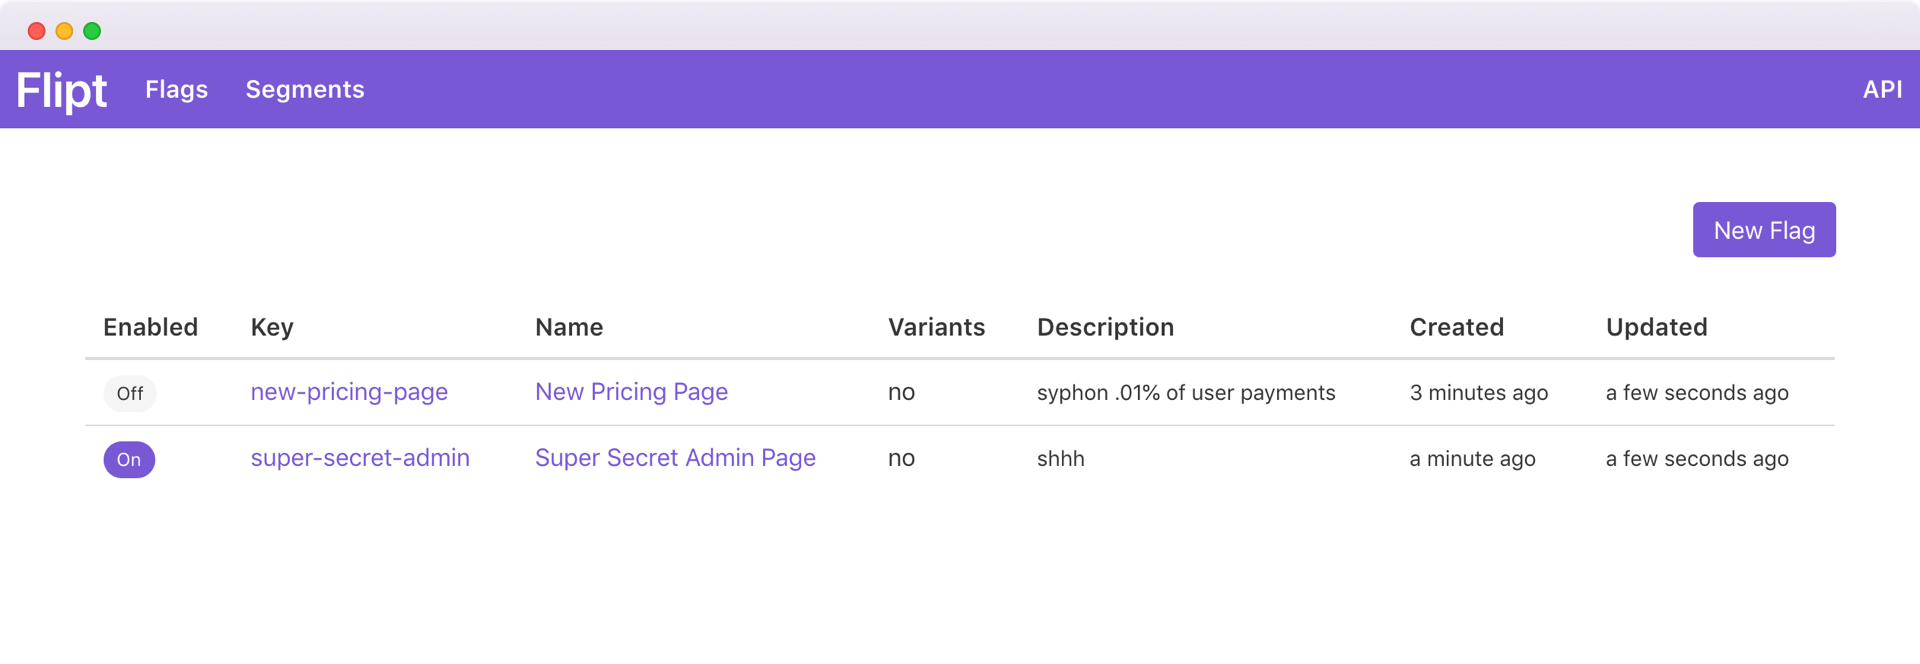 Flipt Flags Segments API
New Flag
Enabled Key Name Variants Description Created Updated
Off new-pricing-page New Pricing Page no syphon .01% of user payments 3 minutes ago a few seconds ago
On super-secret-admin Super Secret Admin Page no shhh a minute ago a few seconds ago